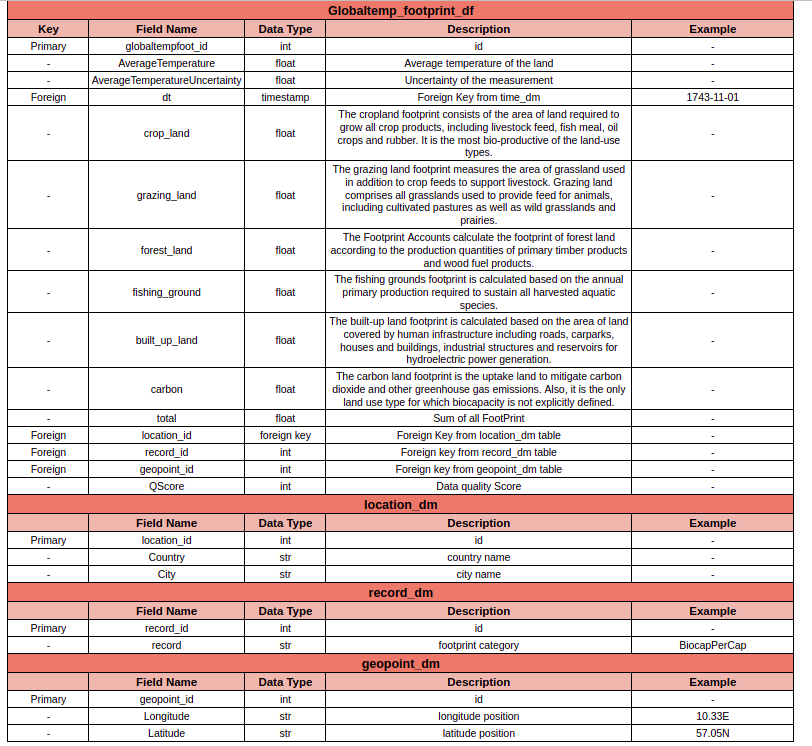 Globaltemp_footprint_df
Key Field Name Data Type Description Example
Primary globaltempfoot_id int id -
- AverageTemperature float Average temperature of the land -
- AverageTemperatureUncertainty float Uncertainty of the measurement -
Foreign dt timestamp Foreign Key from time_dm 1743-11-01
- crop_land float The cropland footprint consists of the area of land required to
grow all crop products, including livestock feed, fish meal, oil
crops and rubber. It is the most bio-productive of the land-use
types. -
- grazing_land float The grazing land footprint measures the area of grassland used
in addition to crop feeds to support livestock. Grazing land
comprises all grasslands used to provide feed for animals,
including cultivated pastures as well as wild grasslands and
prairies. -
- forest_land float The Footprint Accounts calculate the footprint of forest land
according to the production quantities of primary timber products
and wood fuel products. -
- fishing_ground float The fishing grounds footprint is calculated based on the annual
primary production required to sustain all harvested aquatic
species. -
- built_up_land float The built-up land footprint is calculated based on the area of land
covered by human infrastructure including roads, carparks,
houses and buildings, industrial structures and reservoirs for
hydroelectric power generation. -
- carbon float The carbon land footprint is the uptake land to mitigate carbon
dioxide and other greenhouse gas emissions. Also, it is the only
land use type for which biocapacity is not explicitly defined. -
- total float Sum of all FootPrint -
Foreign location_id foreign key Foreign Key from location_dm table -
Foreign record_id int Foreign key from record_dm table -
Foreign geopoint_id int Foreign key from geopoint_dm table -
- QScore int Data quality Score -
location_dm
Field Name Data Type Description Example
Primary location_id int id -
- Country str country name -
- City str city name -
record_dm
Field Name Data Type Description Example
Primary record_id int id -
- record str footprint category BiocapPerCap
geopoint_dm
Field Name Data Type Description Example
Primary geopoint_id int id -
- Longitude str longitude position 10.33E
- Latitude str latitude position 57.05N